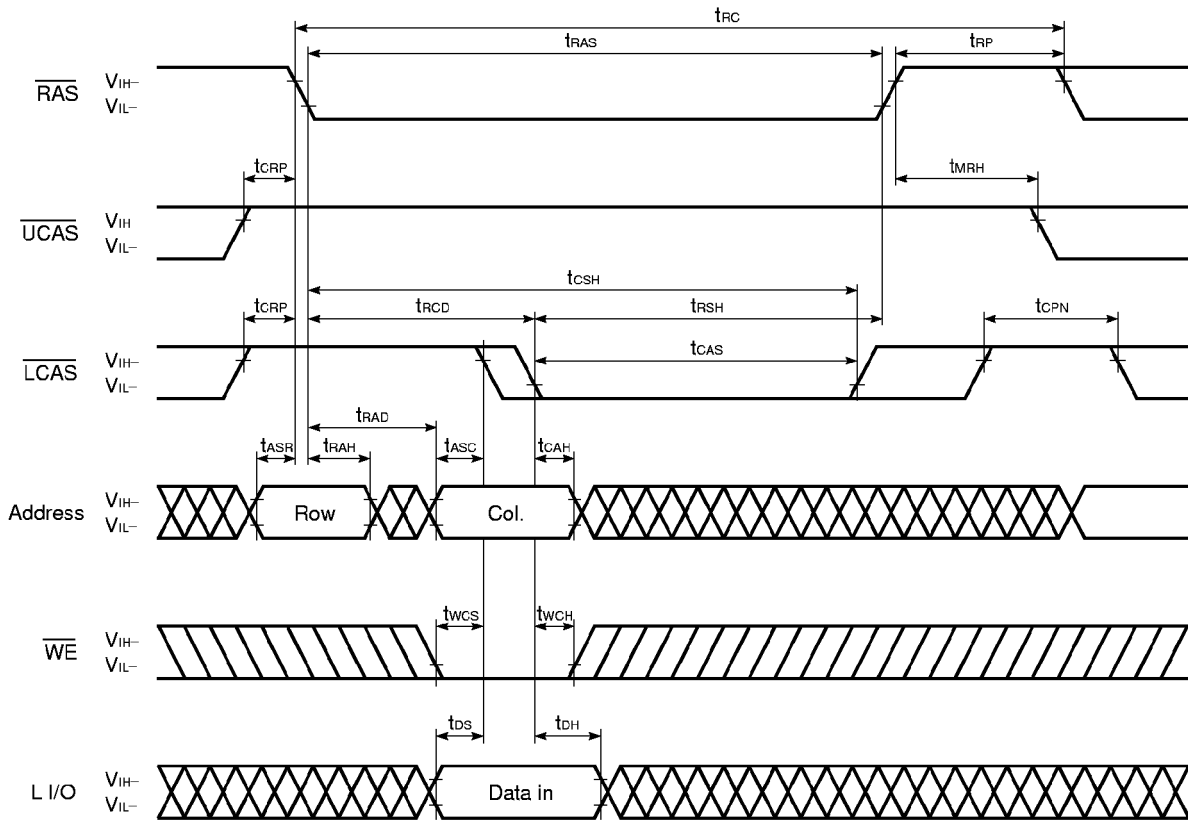 tRC
tRAS
tRP
RAS
VIH–
VIL–
tCRP
tMRH
UCAS
VIH
VIL–
tCSH
tCRP
tRCD
tRSH
tCPN
LCAS
VIH–
VIL–
tCAS
tRAD
tASR
tRAH
tASC
tCAH
Address
VIH–
VIL–
Row
Col.
tWCS
tWCH
WE
VIH–
VIL–
tDS
tDH
L I/O
VIH–
VIL–
Data in